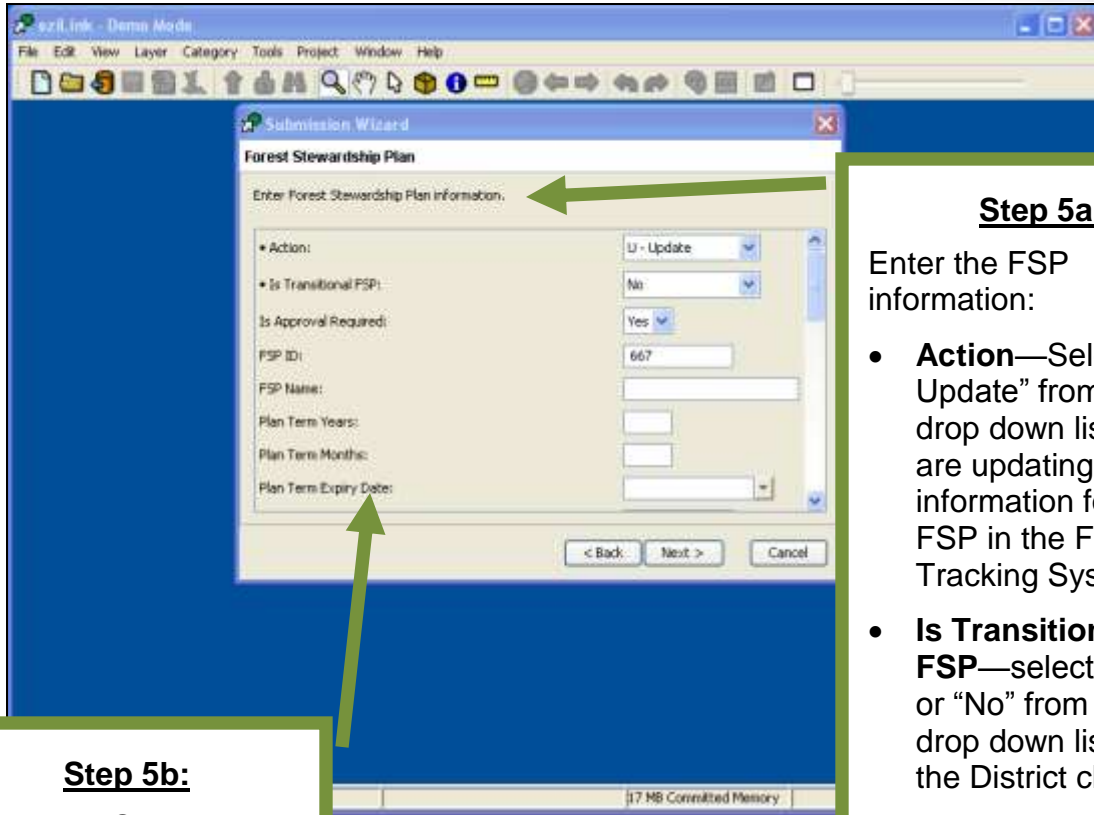 eziLink - Demo Mode
File Edit View Layer Category Tools Project Window Help
Submission Wizard
Forest Stewardship Plan
Enter Forest Stewardship Plan information.
• Action: U - Update
• Is Transitional FSP: No
Is Approval Required: Yes
FSP ID: 667
FSP Name:
Plan Term Years:
Plan Term Months:
Plan Term Expiry Date:
< Back Next > Cancel
17 MB Committed Memory
Step 5a
Enter the FSP
information:
• Action—Sel
Update” from
drop down lis
are updating
information f
FSP in the F
Tracking Sys
• Is Transition
FSP—select
or “No” from
drop down lis
the District c
Step 5b: